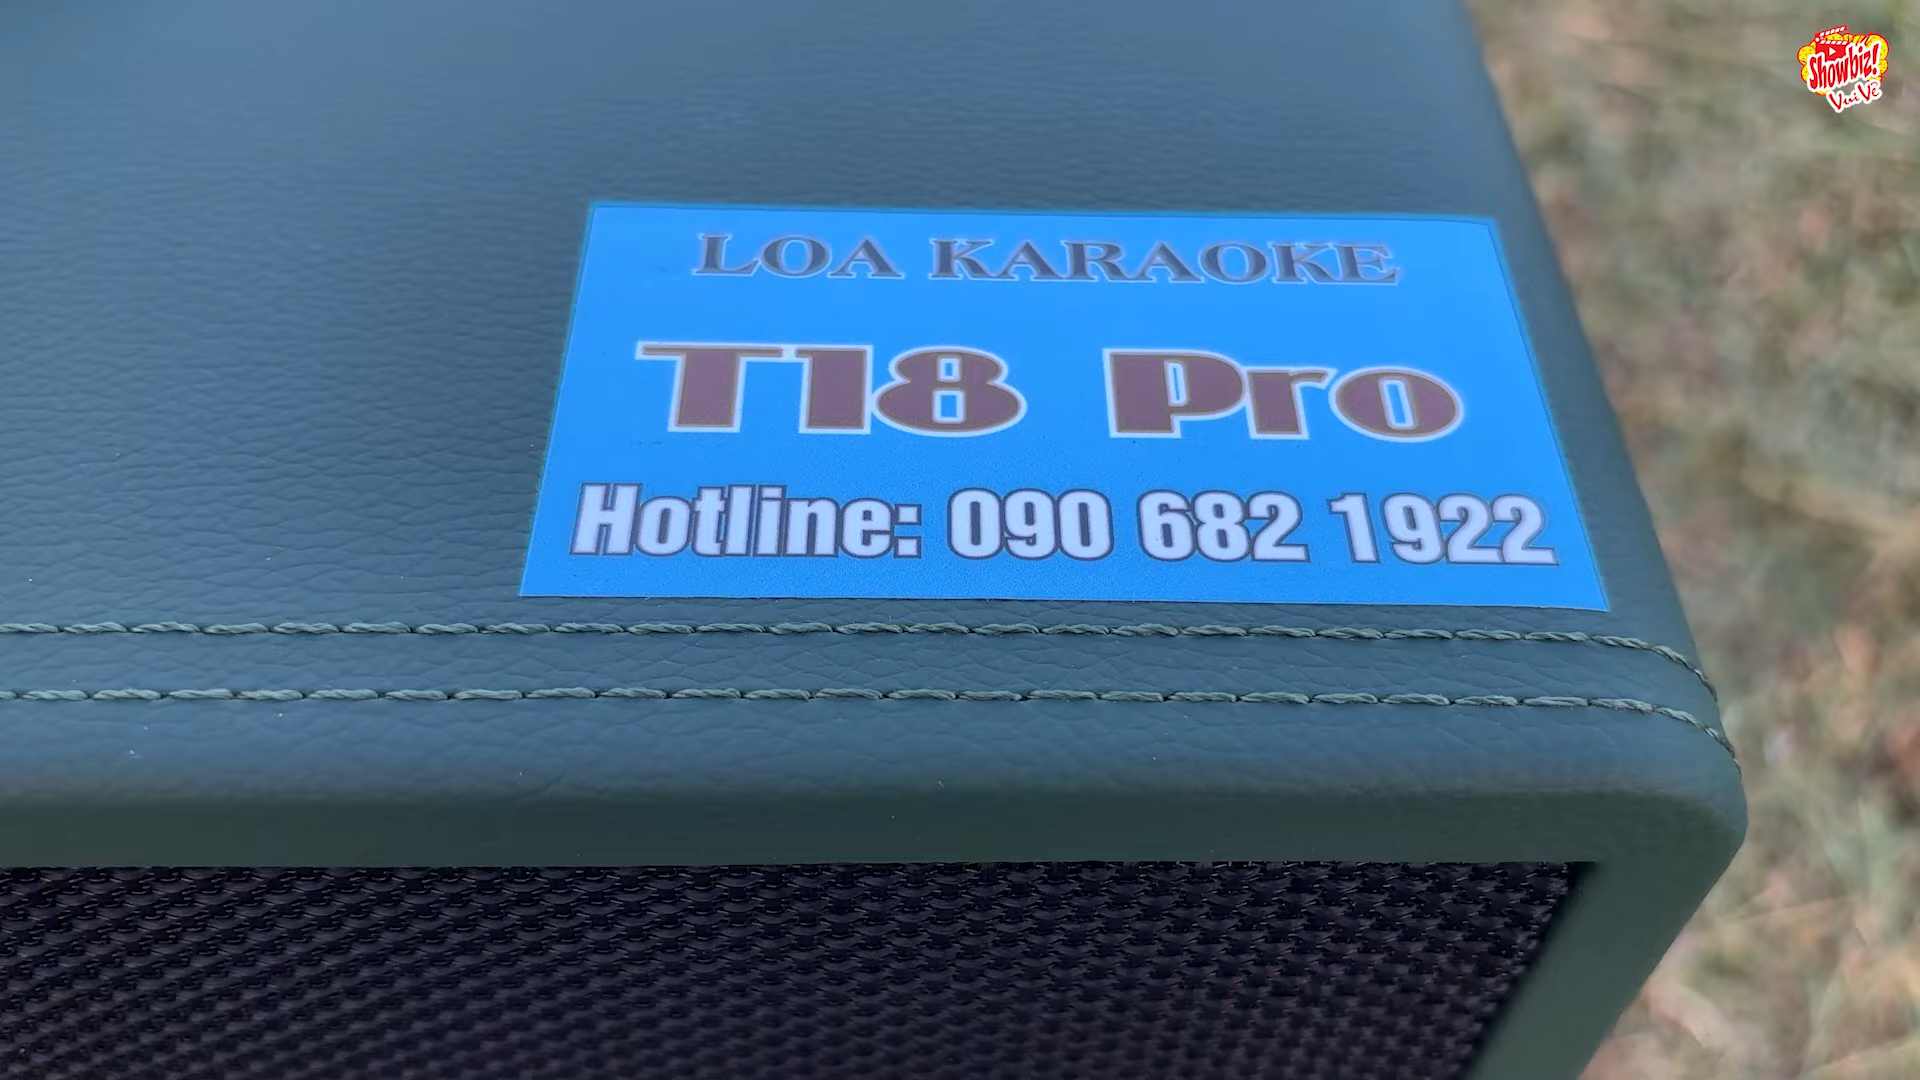 Showbiz!
Vui Vẻ
LOA KARAOKE
T18 Pro
Hotline: 090 682 1922